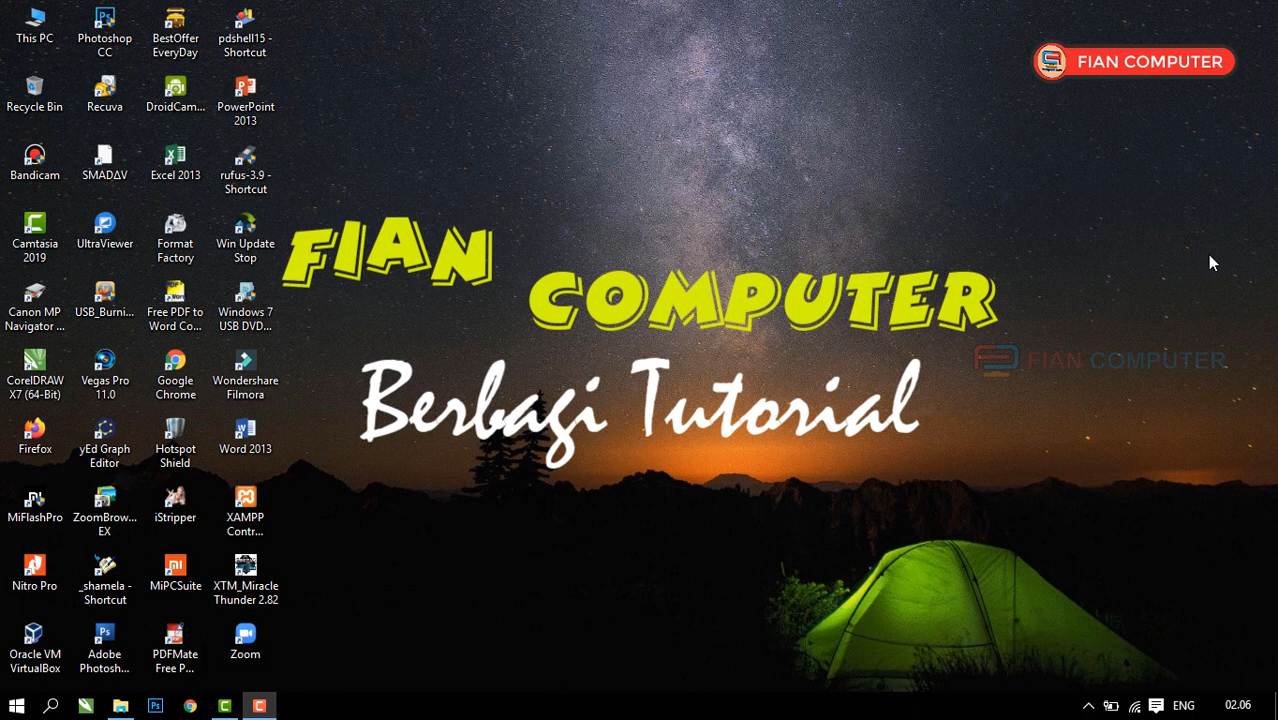 This PC
Photoshop
CC
BestOffer
EveryDay
pdshell15 -
Shortcut
FIAN COMPUTER
Recycle Bin
Recuva
DroidCam...
PowerPoint
2013
Bandicam
SMADΔV
Excel 2013
rufus-3.9 -
Shortcut
Camtasia
2019
UltraViewer
Format
Factory
Win Update
Stop
FIAN
COMPUTER
Canon MP
Navigator ...
USB_Burni...
Free PDF to
Word Co...
Windows 7
USB DVD...
FIAN COMPUTER
Berbagi Tutorial
CorelDRAW
X7 (64-Bit)
Vegas Pro
11.0
Google
Chrome
Wondershare
Filmora
Firefox
yEd Graph
Editor
Hotspot
Shield
Word 2013
MiFlashPro
ZoomBrow...
EX
iStripper
XAMPP
Contr...
Nitro Pro
_shamela -
Shortcut
MiPCSuite
XTM_Miracle
Thunder 2.82
Oracle VM
VirtualBox
Adobe
Photosh...
PDFMate
Free P...
Zoom
ENG
02.06